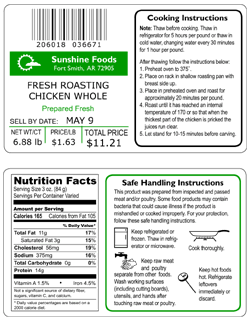 206018 036671
Sunshine Foods
Fort Smith, AR 72905
FRESH ROASTING
CHICKEN WHOLE
Prepared Fresh
SELL BY DATE: MAY 9
NET WT/CT PRICE/LB TOTAL PRICE
6.88 lb $1.63 $11.21
Cooking Instructions
Note: Thaw before cooking. Thaw in
refrigerator for 5 hours per pound or thaw in
cold water, changing water every 30 minutes
for 1 hour per pound.
After thawing follow the instructions below:
1. Preheat oven to 375˚.
2. Place on rack in shallow roasting pan with
breast side up.
3. Place in preheated oven and roast for
approximately 20 minutes per pound.
4. Roast until it has reached an internal
temperature of 170 or so that when the
thickest part of the chicken is pricked the
juices run clear.
5. Let stand for 10-15 minutes before carving.
Nutrition Facts
Serving Size 3 oz. (84 g)
Servings Per Container Varied
Amount per Serving
Calories 165 Calories from Fat 105
% Daily Value*
Total Fat 11g 17%
Saturated Fat 3g 15%
Cholesterol 56mg 19%
Sodium 375mg 16%
Total Carbohydrate 0g 0%
Protein 14g
Vitamin A 1.5% • Iron 4.5%
Not a significant source of dietary fiber,
sugars, vitamin C, and calcium.
* Daily value percentages are based on a
2000 calorie diet.
Safe Handling Instructions
This product was prepared from inspected and passed
meat and/or poultry. Some food products may contain
bacteria that could cause illness if the product is
mishandled or cooked improperly. For your protection,
follow these safe handling instructions.
Keep refrigerated or
frozen. Thaw in refrig-
erator or microwave.
Cook thoroughly.
Keep raw meat
and poultry
separate from other foods.
Wash working surfaces
(including cutting boards),
utensils, and hands after
touching raw meat or poultry.
Keep hot foods
hot. Refrigerate
leftovers
immediately or
discard.